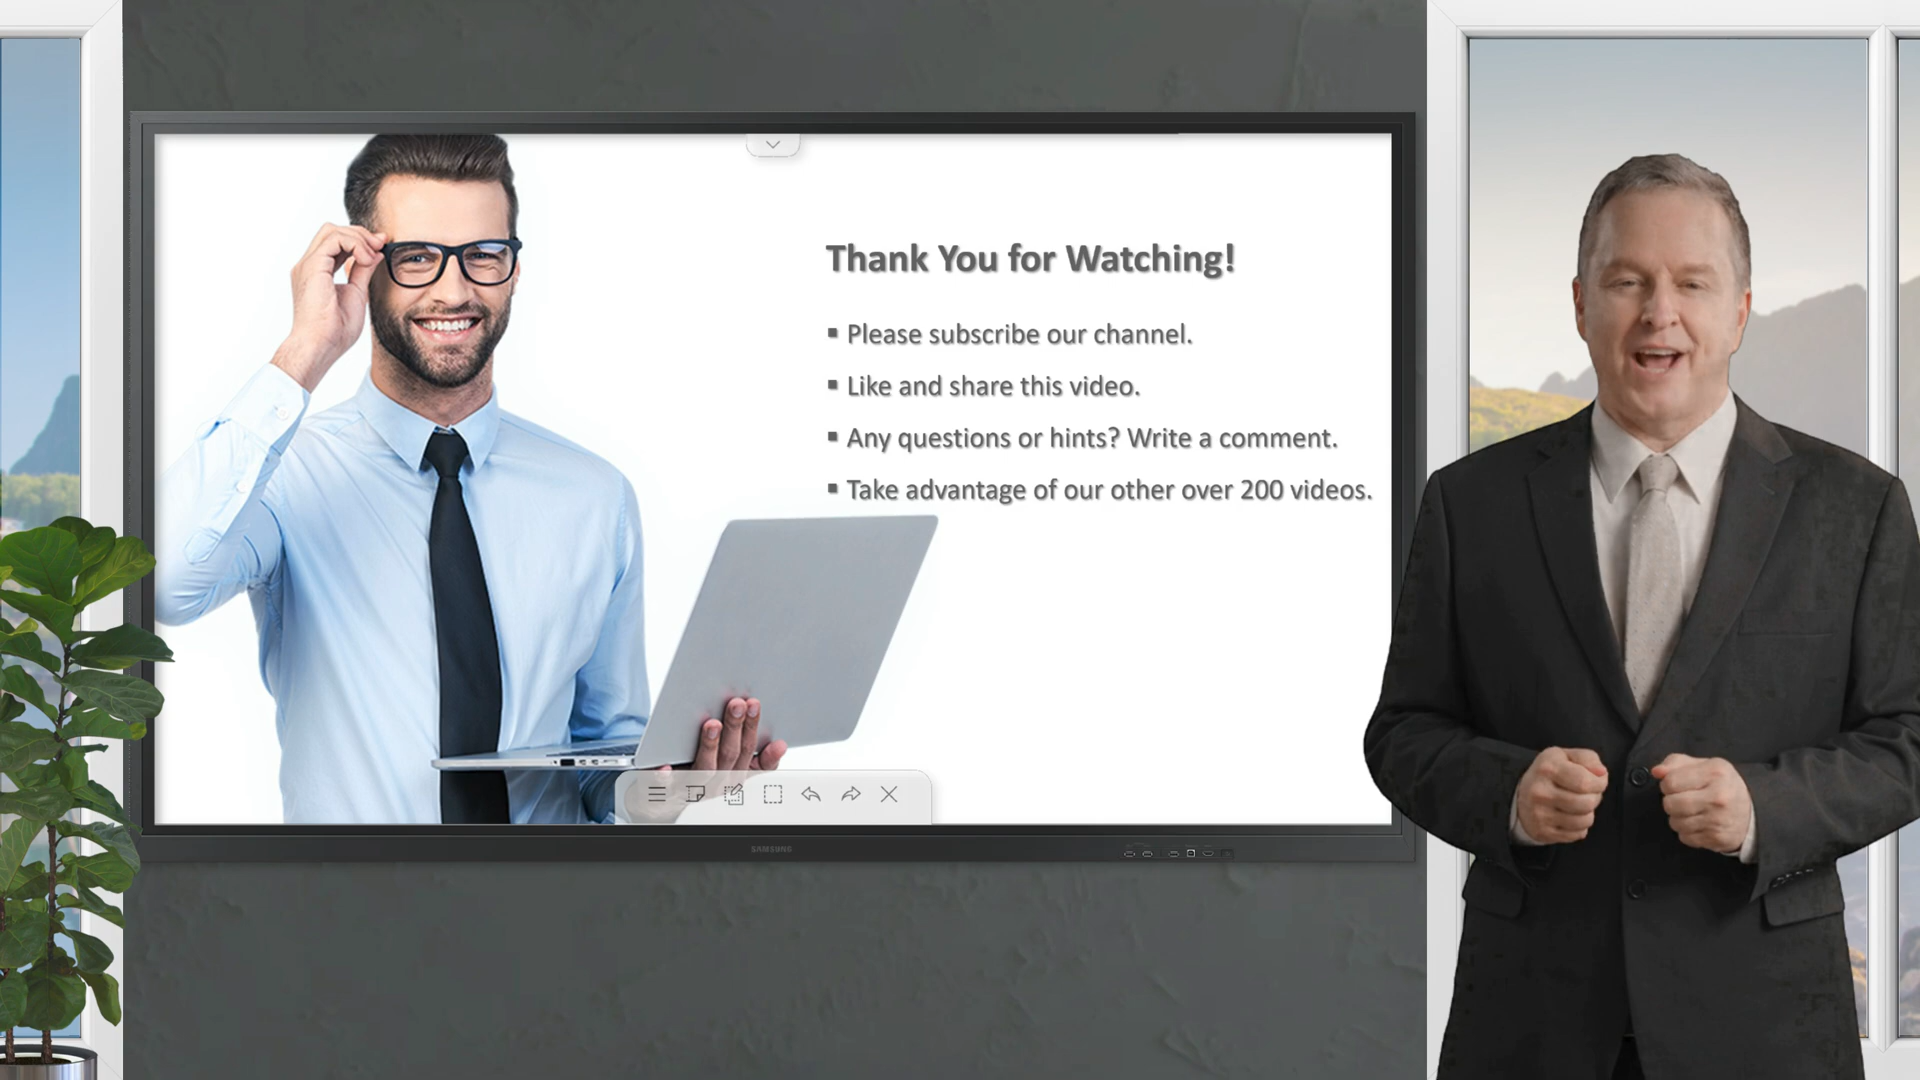 Thank You for Watching!
▪ Please subscribe our channel.
▪ Like and share this video.
▪ Any questions or hints? Write a comment.
▪ Take advantage of our other over 200 videos.
SAMSUNG